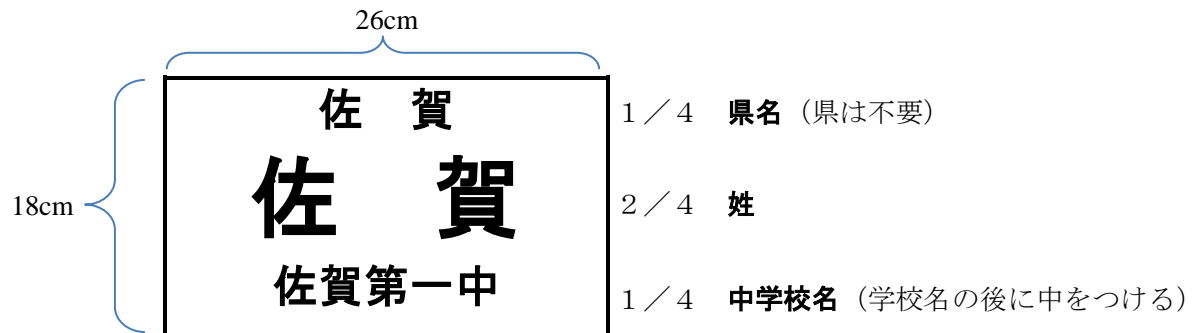 26cm
佐　賀
1／4　県名（県は不要）
18cm
佐　賀
2／4　姓
佐賀第一中
1／4　中学校名（学校名の後に中をつける）